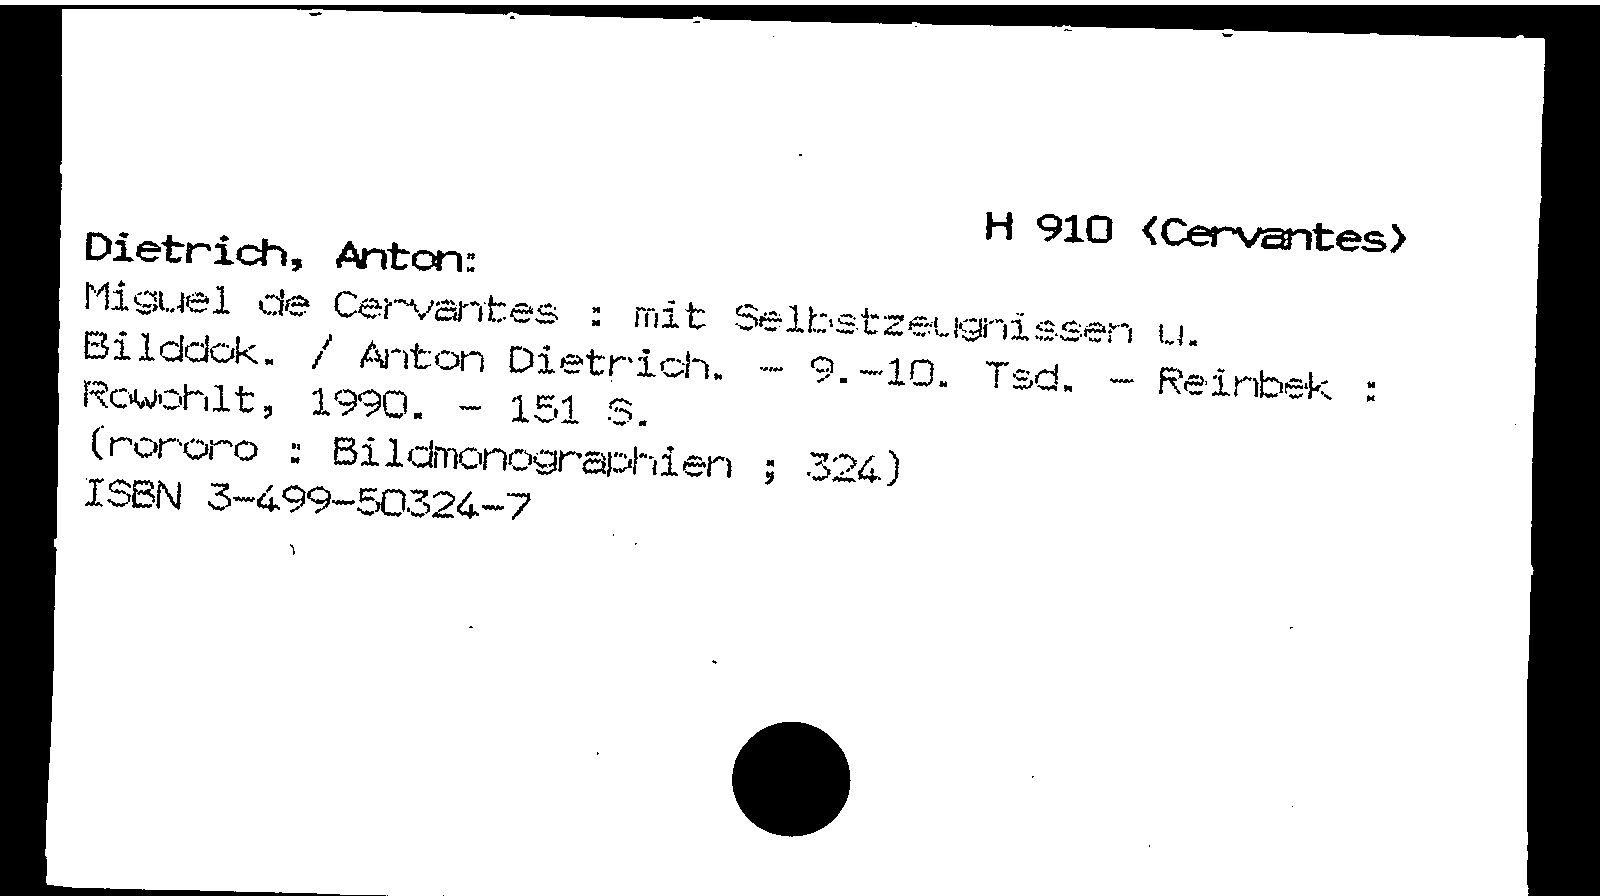 H 910 <Cervantes>
Dietrich, Anton:
Miguel de Cervantes : mit Selbstzeugnissen u.
Bilddok. / Anton Dietrich. - 9.-10. Tsd. - Reinbek :
Rowohlt, 1990. - 151 S.
(rororo : Bildmonographien ; 324)
ISBN 3-499-50324-7